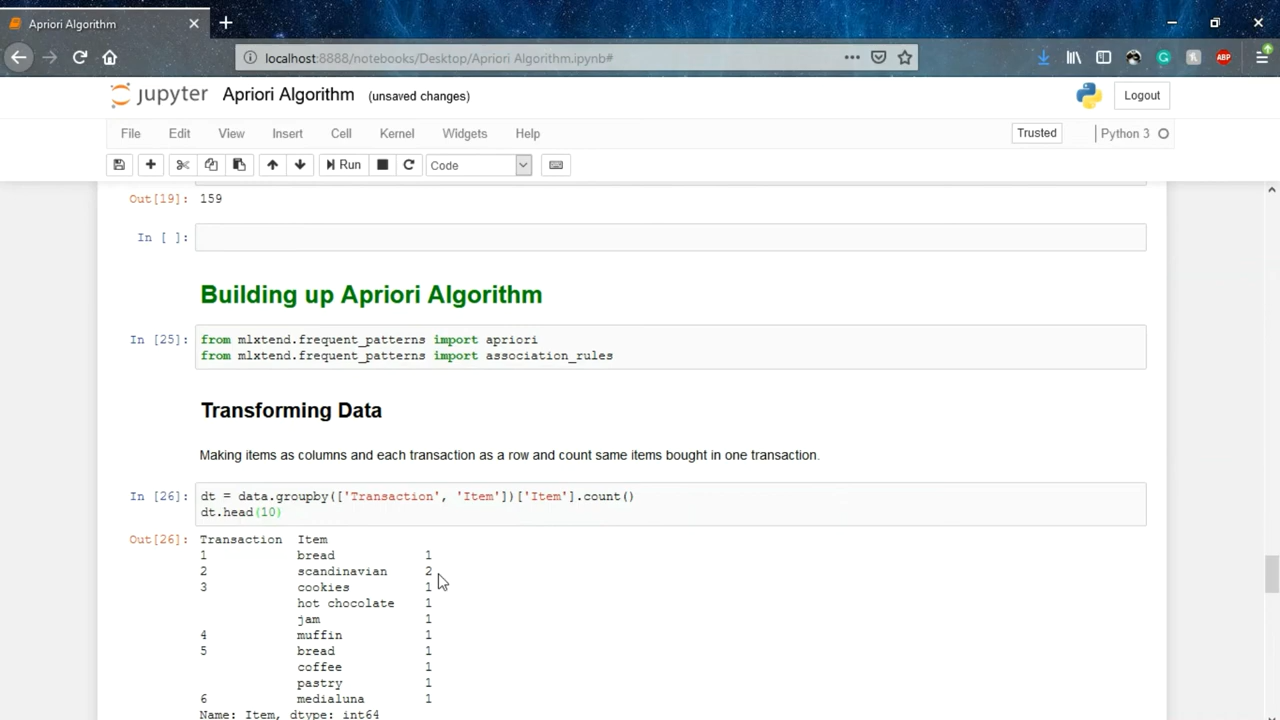 Apriori Algorithm
localhost:8888/notebooks/Desktop/Apriori Algorithm.ipynb#
ABP
jupyter Apriori Algorithm (unsaved changes)
Logout
File Edit View Insert Cell Kernel Widgets Help
Trusted
Python 3
Run
Code
Out[19]: 159
In [ ]:
Building up Apriori Algorithm
In [25]: from mlxtend.frequent_patterns import apriori
from mlxtend.frequent_patterns import association_rules
Transforming Data
Making items as columns and each transaction as a row and count same items bought in one transaction.
In [26]: dt = data.groupby(['Transaction', 'Item'])['Item'].count()
dt.head(10)
Out[26]: Transaction Item
1 bread 1
2 scandinavian 2
3 cookies 1
hot chocolate 1
jam 1
4 muffin 1
5 bread 1
coffee 1
pastry 1
6 medialuna 1
Name: Item, dtype: int64